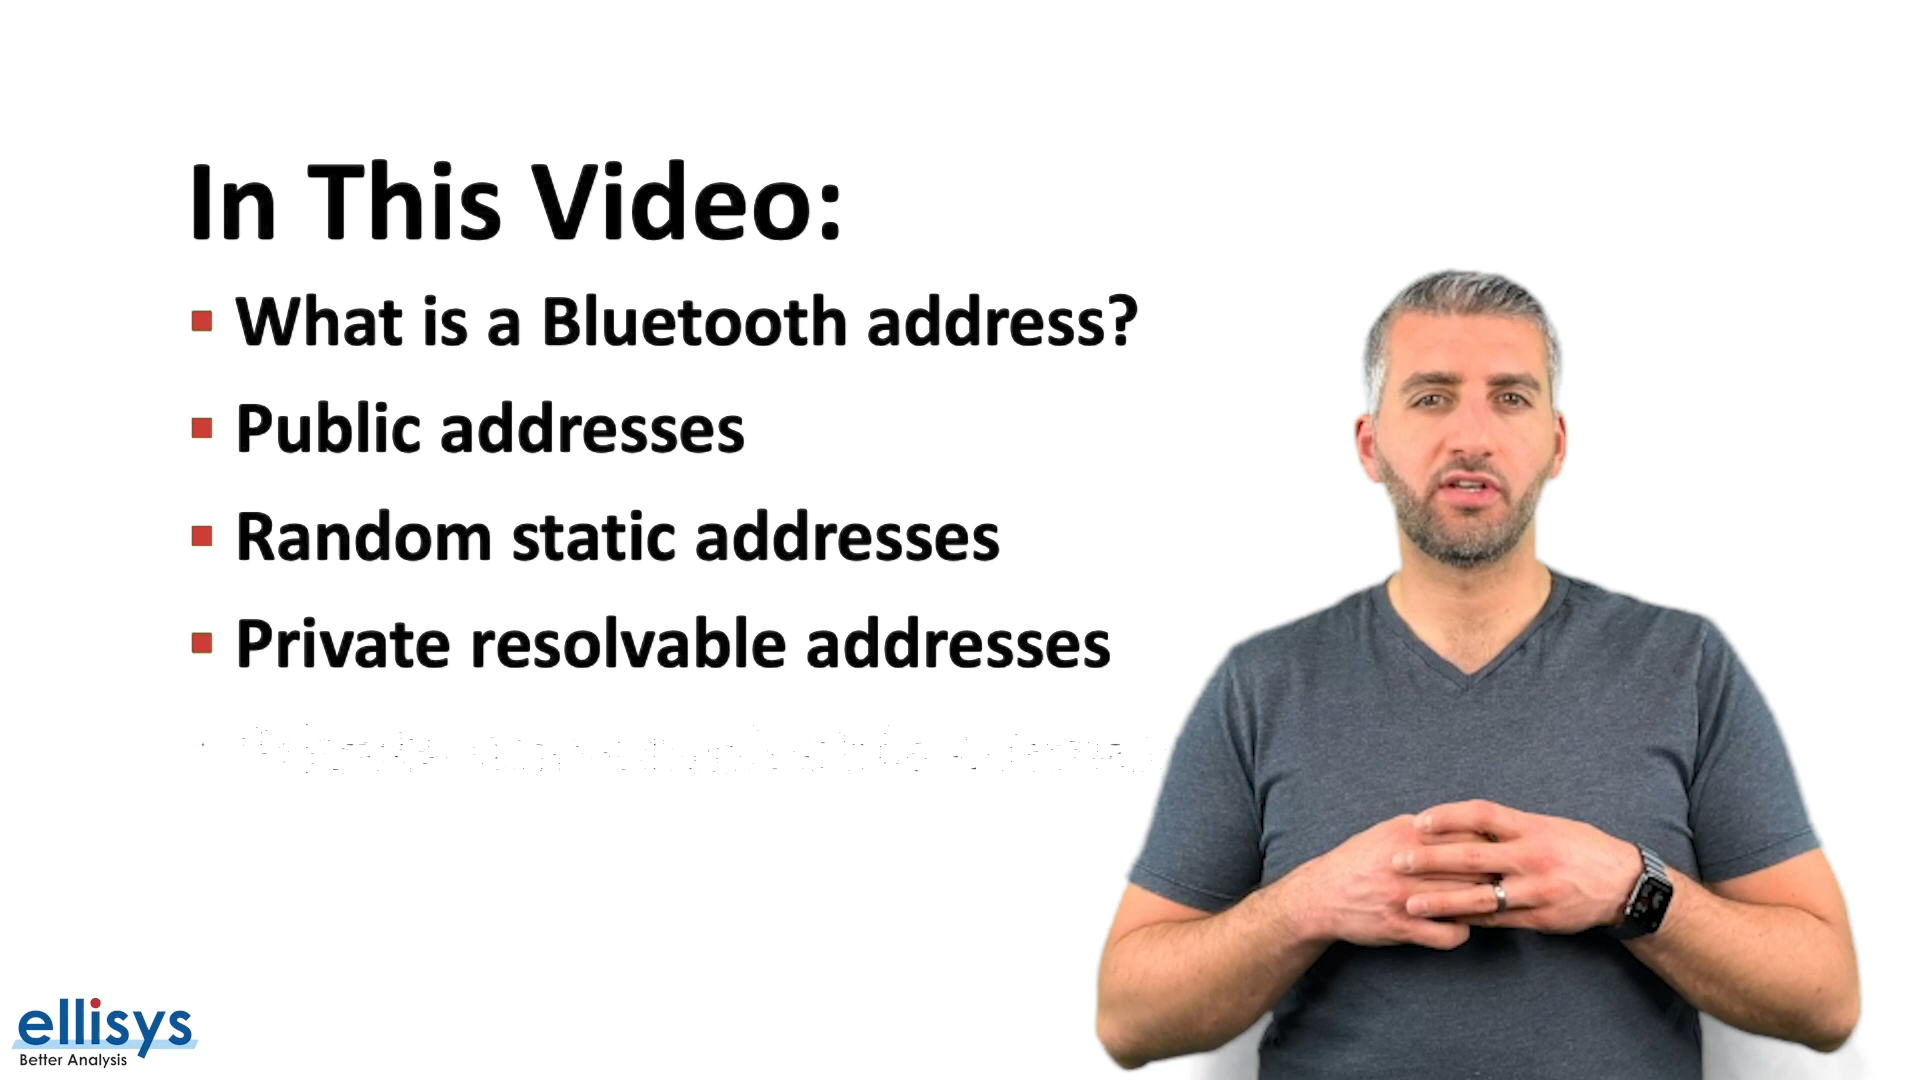 In This Video:
What is a Bluetooth address?
Public addresses
Random static addresses
Private resolvable addresses
ellisys
Better Analysis